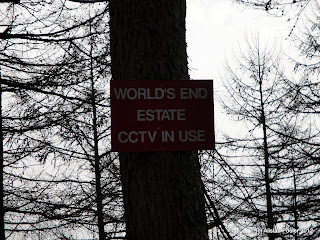 WORLD'S END
ESTATE
CCTV IN USE